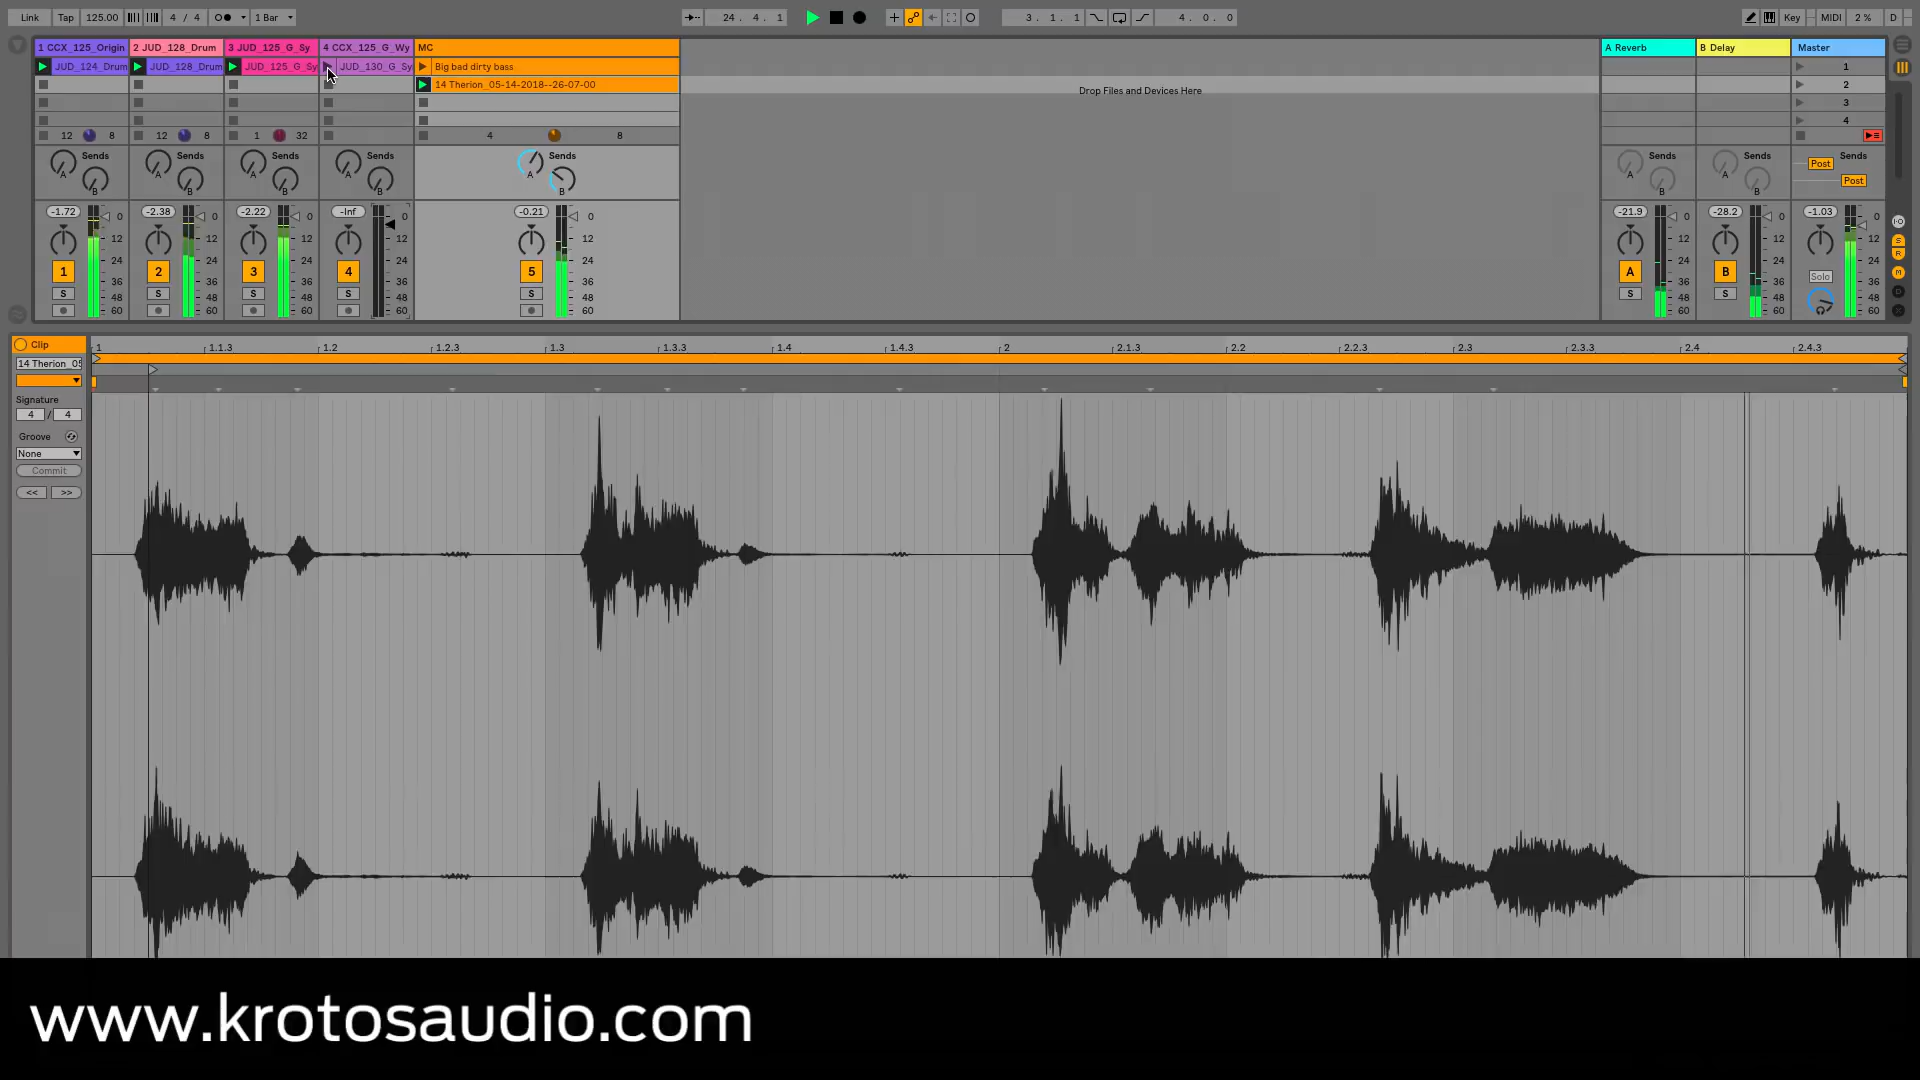 Link Tap 125.00 4 / 4 1 Bar 24 . 4 . 1 3 . 1 . 1 4 . 0 . 0 Key MIDI 2 % D
1 CCX_125_Origin 2 JUD_128_Drum 3 JUD_125_G_Sy 4 CCX_125_G_Wy MC A Reverb B Delay Master
JUD_124_Drum JUD_128_Drum JUD_125_G_Sy JUD_130_G_Sy Big bad dirty bass 1
14 Therion_05-14-2018--26-07-00 2
Drop Files and Devices Here
3
4
12 8 12 8 1 32 4 8
Sends Sends Sends Sends Sends Sends Sends Sends
A A A A A A A Post
B B B B B B B Post
-1.72 0 -2.38 0 -2.22 0 -Inf 0 -0.21 0 -21.9 0 -28.2 0 -1.03 0
12 12 12 12 12 12 12 12
24 24 24 24 24 24 24 24
1 2 3 4 5 A B Solo
36 36 36 36 36 36 36 36
S 48 S 48 S 48 S 48 S 48 S 48 S 48 48
60 60 60 60 60 60 60 60
Clip 1 1.1.3 1.2 1.2.3 1.3 1.3.3 1.4 1.4.3 2 2.1.3 2.2 2.2.3 2.3 2.3.3 2.4 2.4.3
14 Therion_05
Signature
4 / 4
Groove
None
Commit
<< >>
www.krotosaudio.com